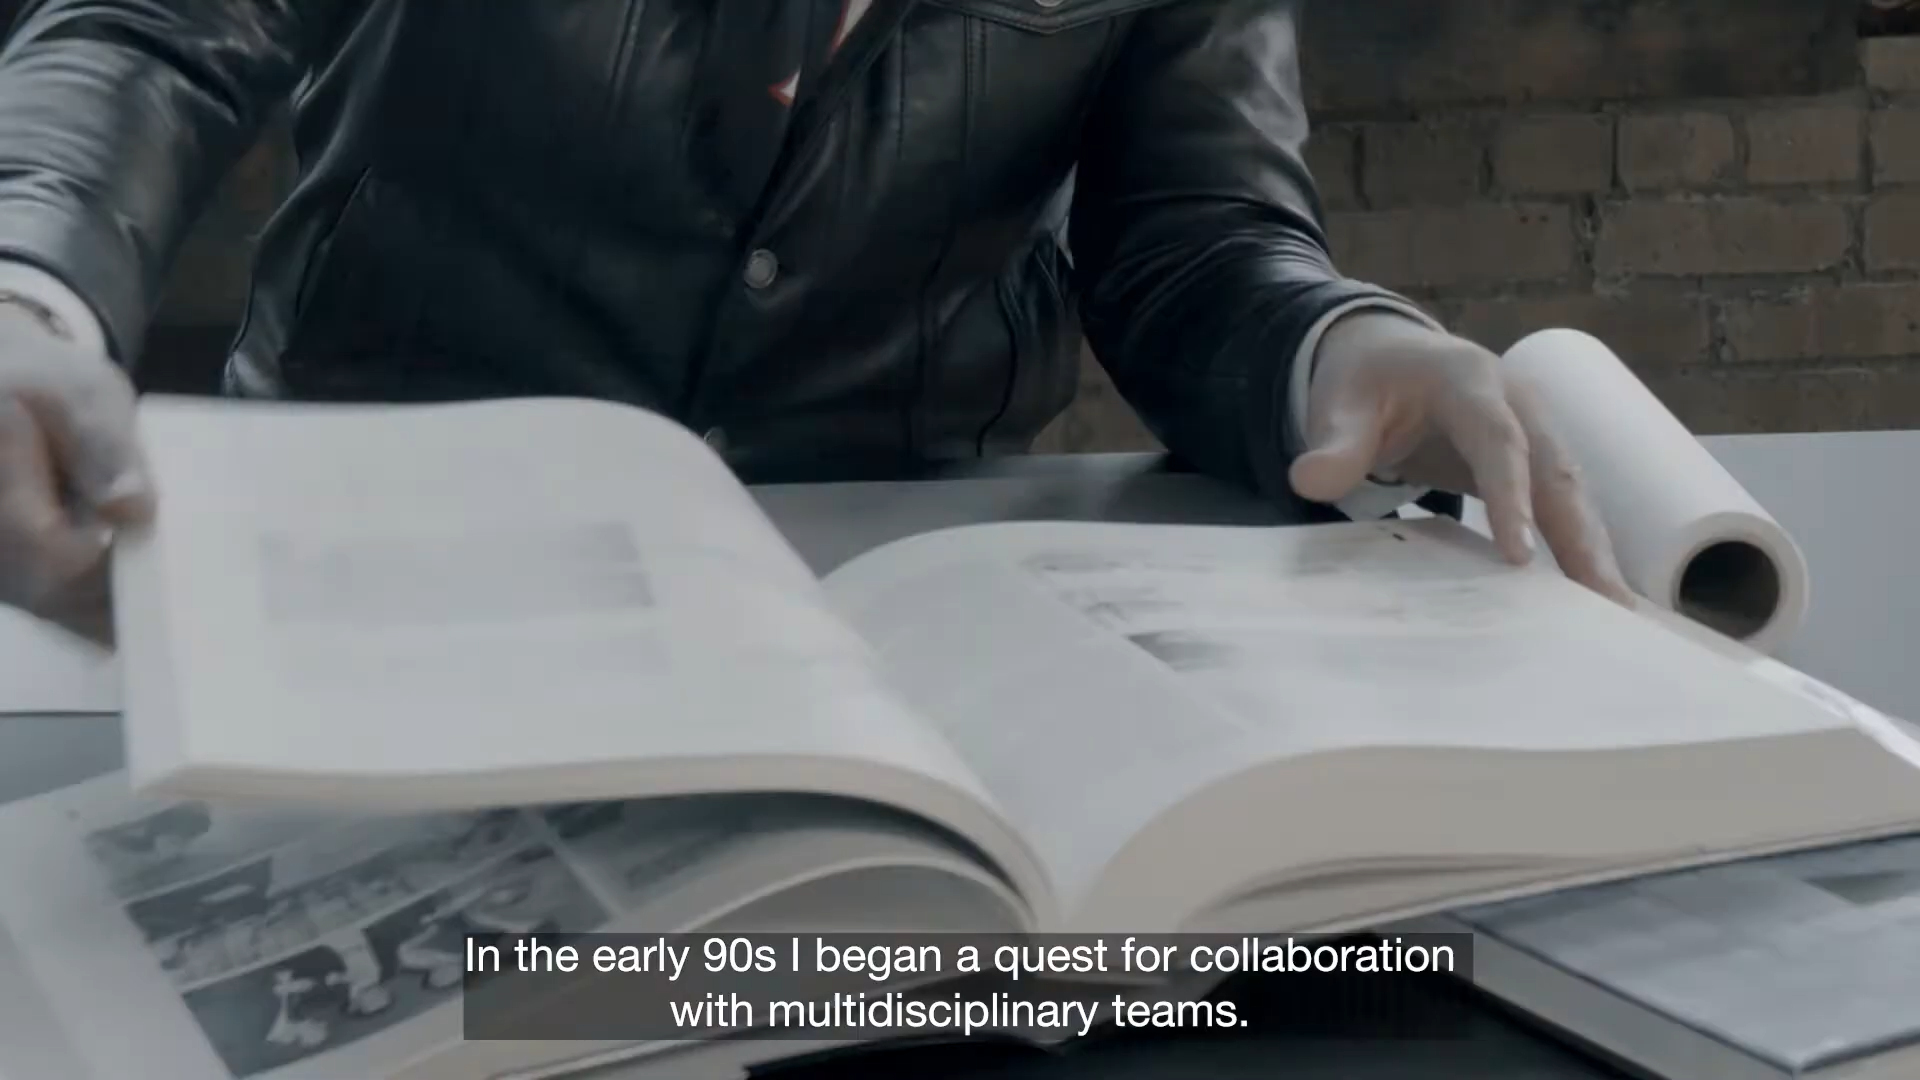 In the early 90s I began a quest for collaboration
with multidisciplinary teams.